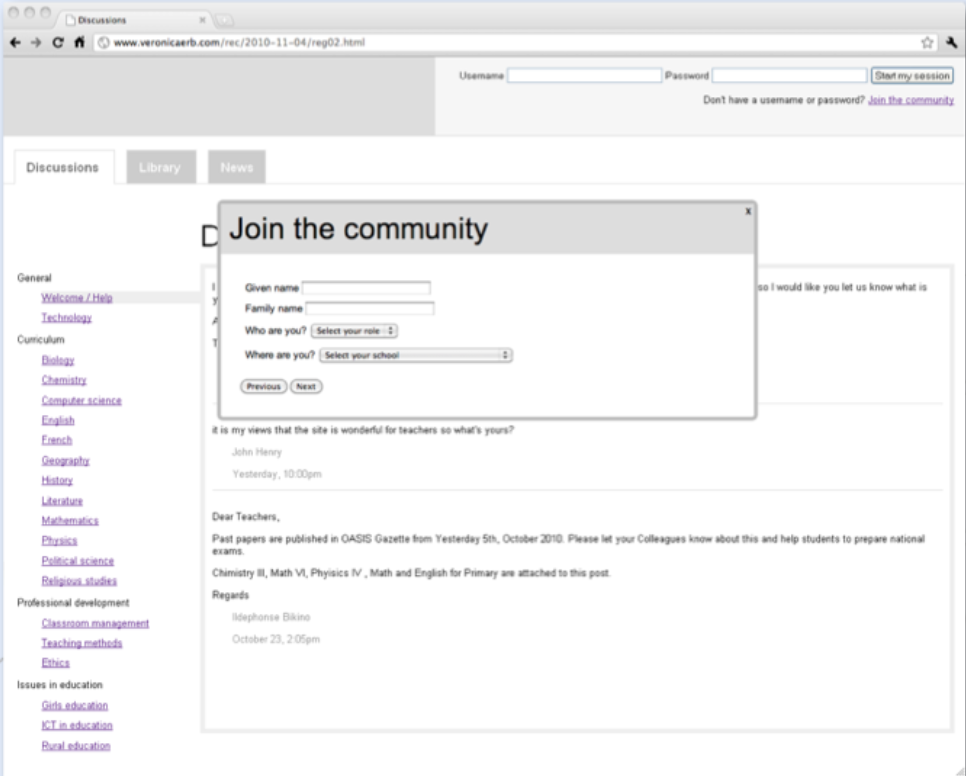 Discussions
www.veronicaerb.com/rec/2010-11-04/reg02.html
Username Password Start my session
Don't have a username or password? Join the community
Discussions Library News
D
Join the community x
General
Welcome / Help
Technology
Curriculum
Biology
Chemistry
Computer science
English
French
Geography
History
Literature
Mathematics
Physics
Political science
Religious studies
Professional development
Classroom management
Teaching methods
Ethics
Issues in education
Girls education
ICT in education
Rural education
Given name
Family name
Who are you? Select your role
Where are you? Select your school
Previous Next
I so I would like you let us know what is
y
A
T
it is my views that the site is wonderful for teachers so what's yours?
John Henry
Yesterday, 10:00pm
Dear Teachers,
Past papers are published in OASIS Gazette from Yesterday 5th, October 2010. Please let your Colleagues know about this and help students to prepare national
exams.
Chimistry III, Math VI, Phyisics IV , Math and English for Primary are attached to this post.
Regards
Ildephonse Bikino
October 23, 2:05pm